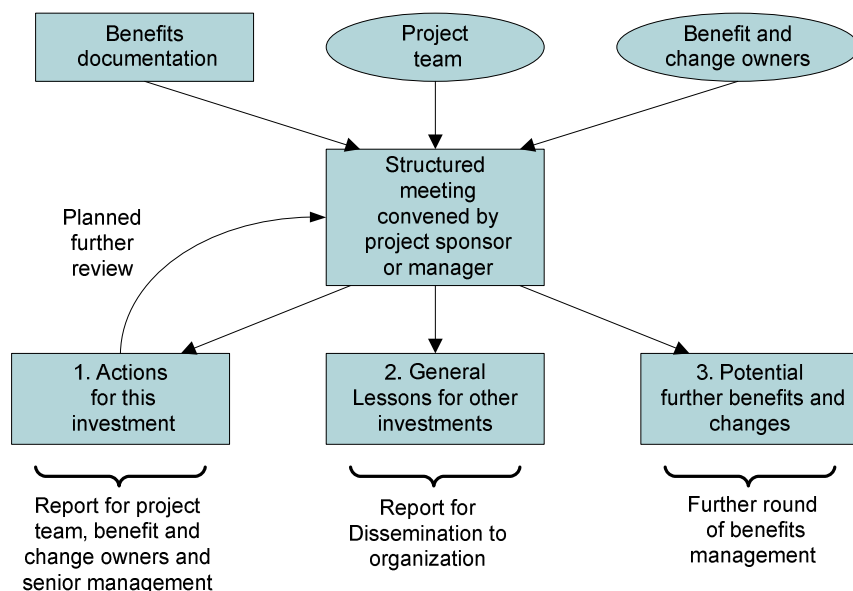 Benefits
documentation
Project
team
Benefit and
change owners
Structured
meeting
convened by
project sponsor
or manager
Planned
further
review
1. Actions
for this
investment
2. General
Lessons for other
investments
3. Potential
further benefits and
changes
Report for project
team, benefit and
change owners and
senior management
Report for
Dissemination to
organization
Further round
of benefits
management